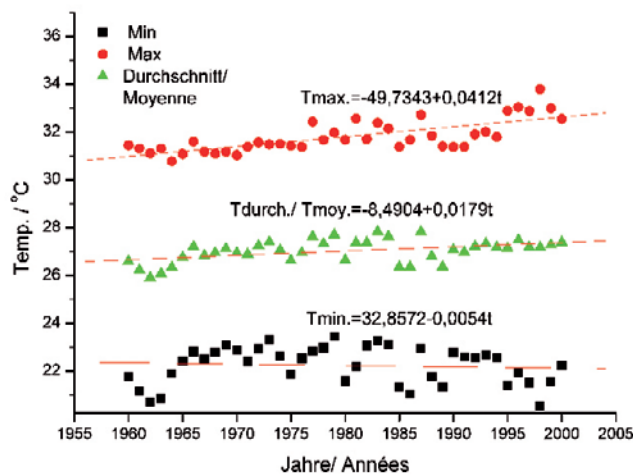 36
34
32
30
28
26
24
22
Temp./ °C
Min
Max
Durchschnitt/
Moyenne
Tmax.=-49,7343+0,0412t
Tdurch./ Tmoy.=-8,4904+0,0179t
Tmin.=32,8572-0,0054t
1955 1960 1965 1970 1975 1980 1985 1990 1995 2000 2005
Jahre/ Années